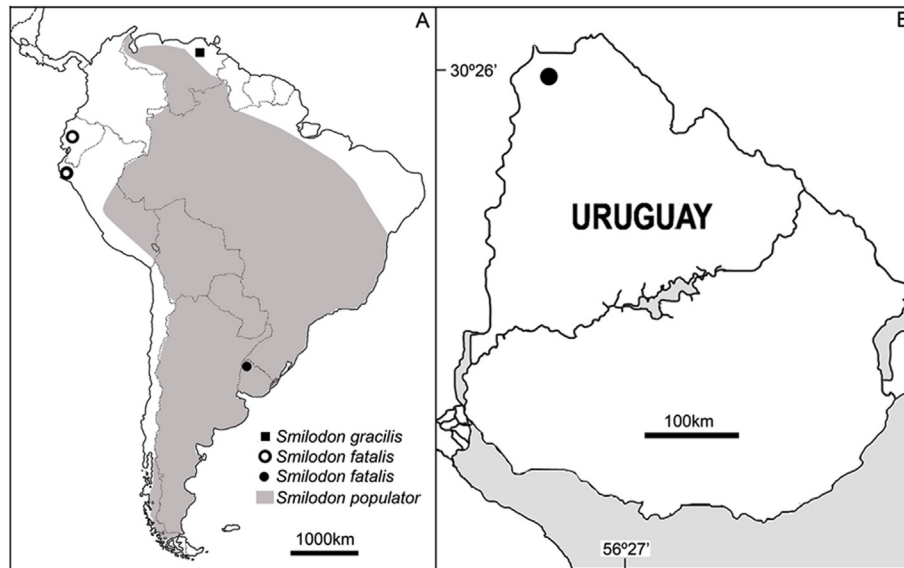 A
Smilodon gracilis
Smilodon fatalis
Smilodon fatalis
Smilodon populator
1000km
B
30º26'
URUGUAY
100km
56º27'